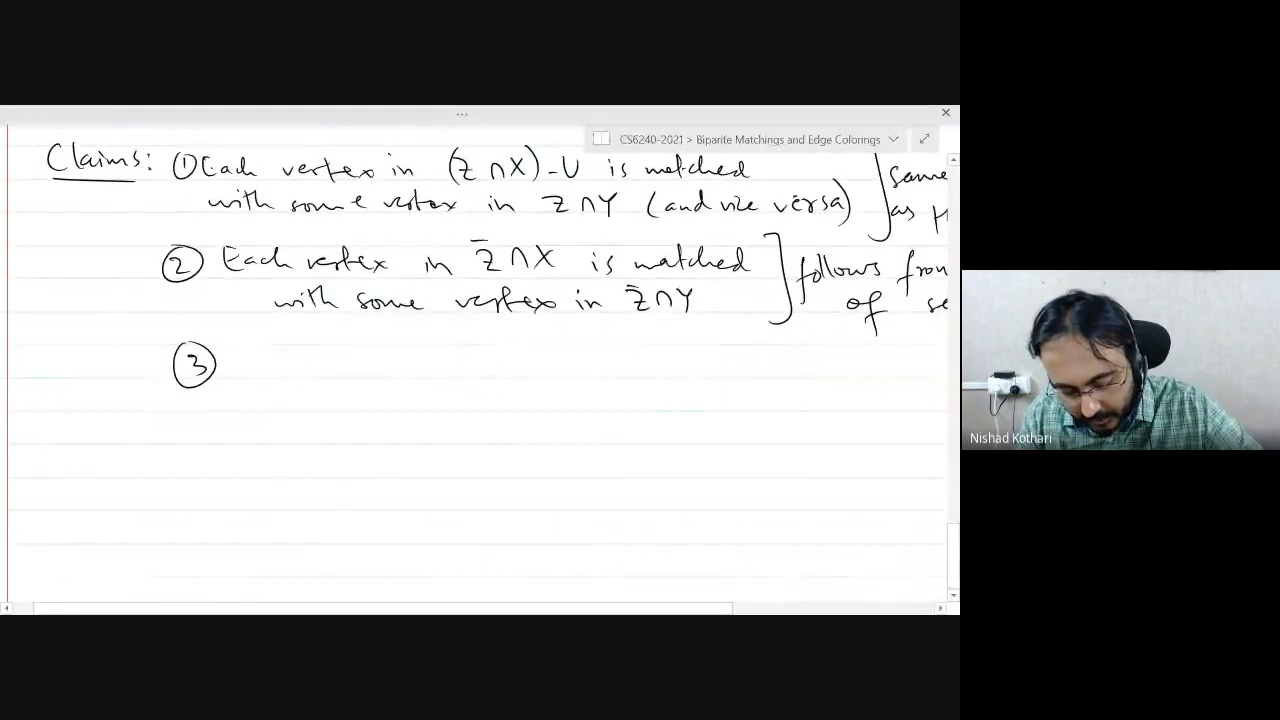 CS6240-2021 > Biparite Matchings and Edge Colorings
Claims: ① Each vertex in (Z ∩ X) - U is matched
with some vertex in Z ∩ Y (and vice versa) ] same as
② Each vertex in Z̄ ∩ X is matched
with some vertex in Z̄ ∩ Y ] follows from of
③
Nishad Kothari